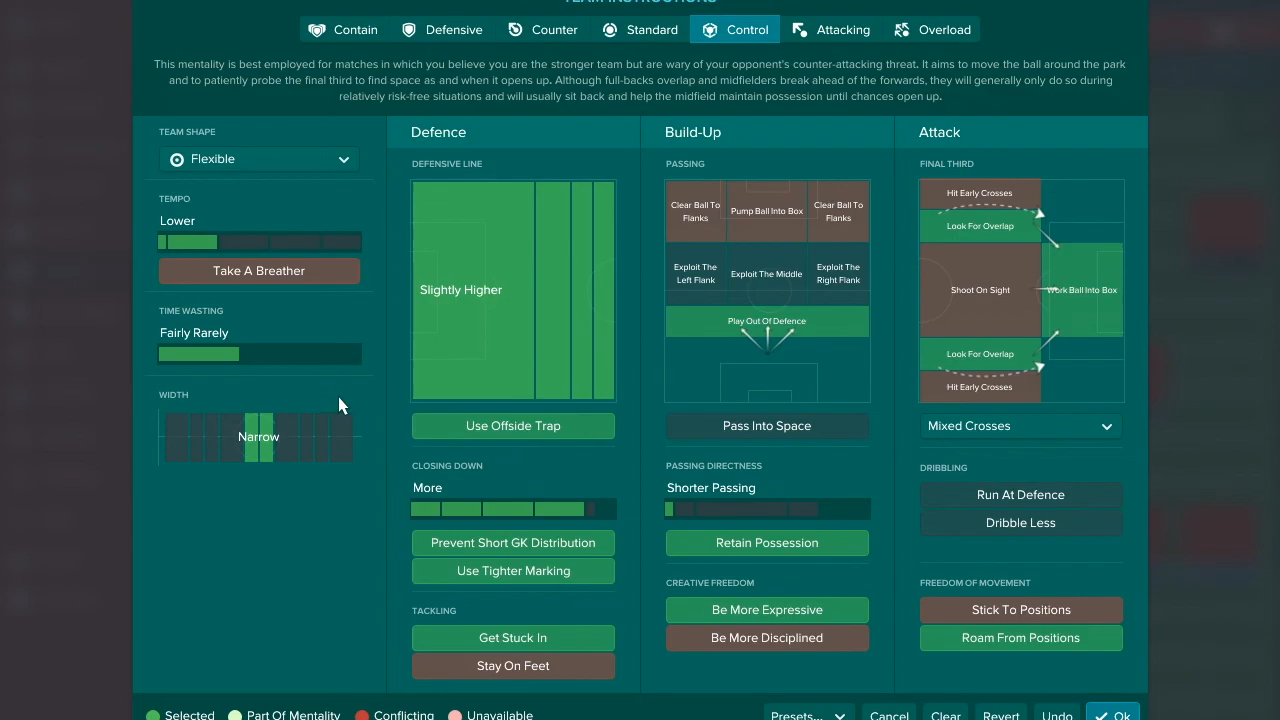 TEAM INSTRUCTIONS
Contain
Defensive
Counter
Standard
Control
Attacking
Overload
This mentality is best employed for matches in which you believe you are the stronger team but are wary of your opponent's counter-attacking threat. It aims to move the ball around the park
and to patiently probe the final third to find space as and when it opens up. Although full-backs overlap and midfielders break ahead of the forwards, they will generally only do so during
relatively risk-free situations and will usually sit back and help the midfield maintain possession until chances open up.
TEAM SHAPE
Flexible
TEMPO
Lower
Take A Breather
TIME WASTING
Fairly Rarely
WIDTH
Narrow
Defence
DEFENSIVE LINE
Slightly Higher
Use Offside Trap
CLOSING DOWN
More
Prevent Short GK Distribution
Use Tighter Marking
TACKLING
Get Stuck In
Stay On Feet
Build-Up
PASSING
Clear Ball To
Flanks
Pump Ball Into Box
Clear Ball To
Flanks
Exploit The
Left Flank
Exploit The Middle
Exploit The
Right Flank
Play Out Of Defence
Pass Into Space
PASSING DIRECTNESS
Shorter Passing
Retain Possession
CREATIVE FREEDOM
Be More Expressive
Be More Disciplined
Attack
FINAL THIRD
Hit Early Crosses
Look For Overlap
Shoot On Sight
Work Ball Into Box
Look For Overlap
Hit Early Crosses
Mixed Crosses
DRIBBLING
Run At Defence
Dribble Less
FREEDOM OF MOVEMENT
Stick To Positions
Roam From Positions
Selected
Part Of Mentality
Conflicting
Unavailable
Presets...
Cancel
Clear
Revert
Undo
Ok